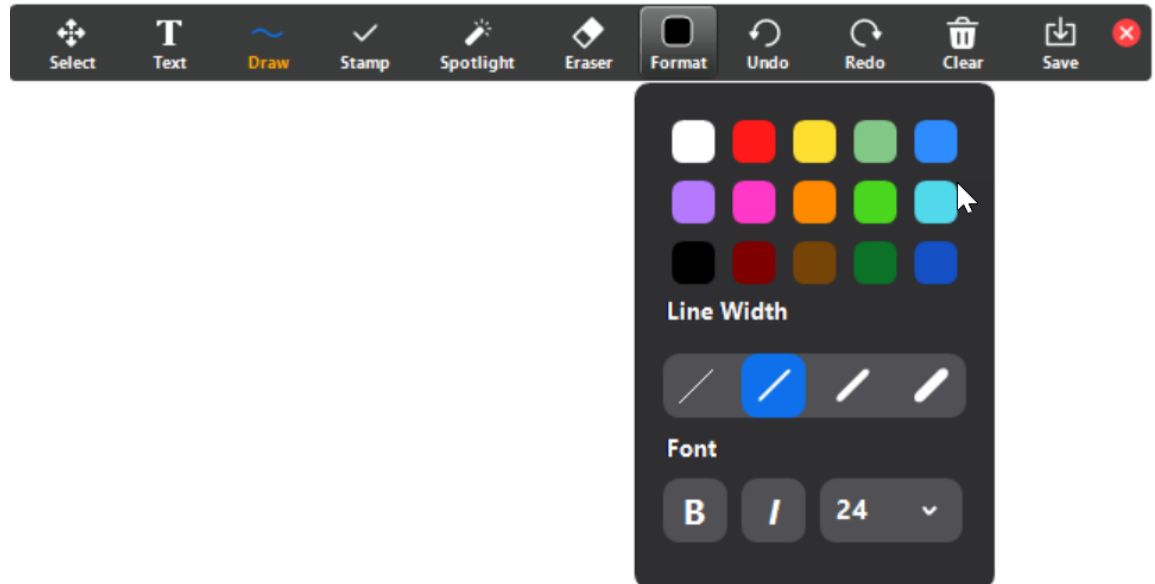 Select Text Draw Stamp Spotlight Eraser Format Undo Redo Clear Save
Line Width
Font
B I 24